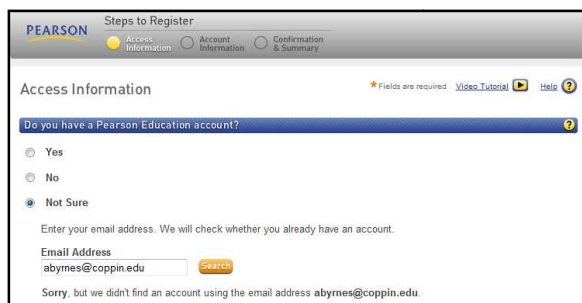 PEARSON
Steps to Register
Access Information
Account Information
Confirmation & Summary
Access Information
*Fields are required Video Tutorial Help ?
Do you have a Pearson Education account? ?
Yes
No
Not Sure
Enter your email address. We will check whether you already have an account.
Email Address
abyrnes@coppin.edu Search
Sorry, but we didn't find an account using the email address abyrnes@coppin.edu.